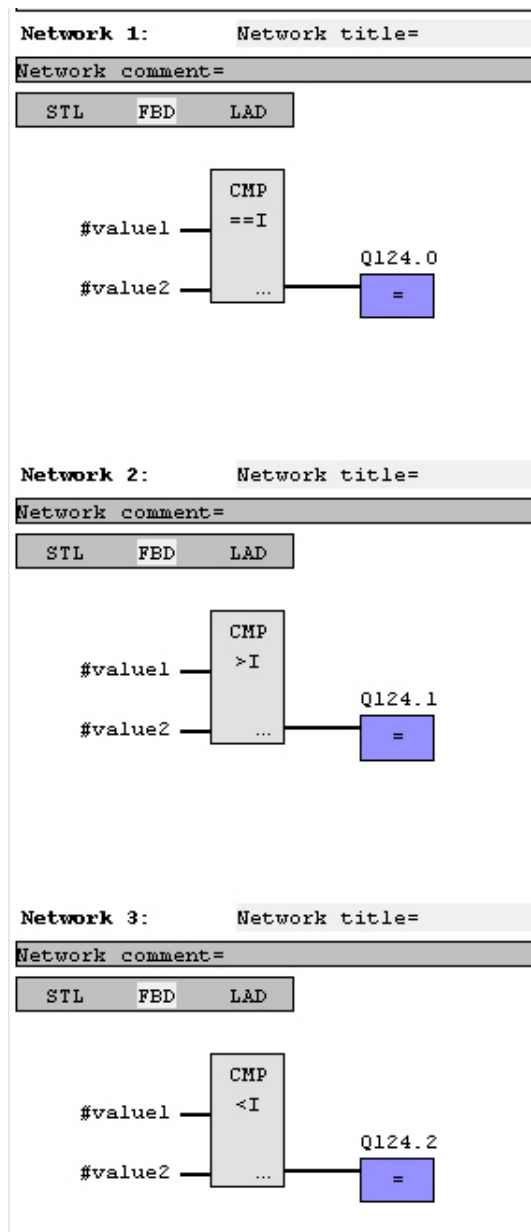 Network 1: Network title=
Network comment=
STL FBD LAD
CMP
==I
#value1
Q124.0
#value2 ... =
Network 2: Network title=
Network comment=
STL FBD LAD
CMP
>I
#value1
Q124.1
#value2 ... =
Network 3: Network title=
Network comment=
STL FBD LAD
CMP
<I
#value1
Q124.2
#value2 ... =